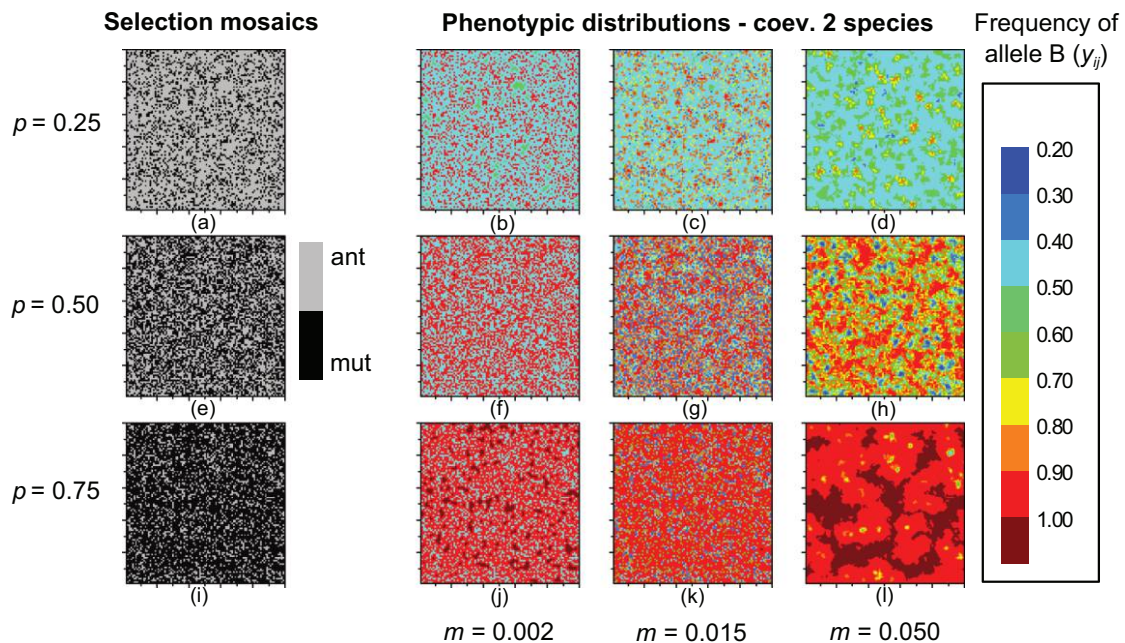 Selection mosaics
Phenotypic distributions - coev. 2 species
Frequency of
allele B (yij)
p = 0.25
(a)
(b)
(c)
(d)
0.20
0.30
0.40
0.50
0.60
0.70
0.80
0.90
1.00
p = 0.50
ant
mut
(e)
(f)
(g)
(h)
p = 0.75
(i)
(j)
(k)
(l)
m = 0.002
m = 0.015
m = 0.050